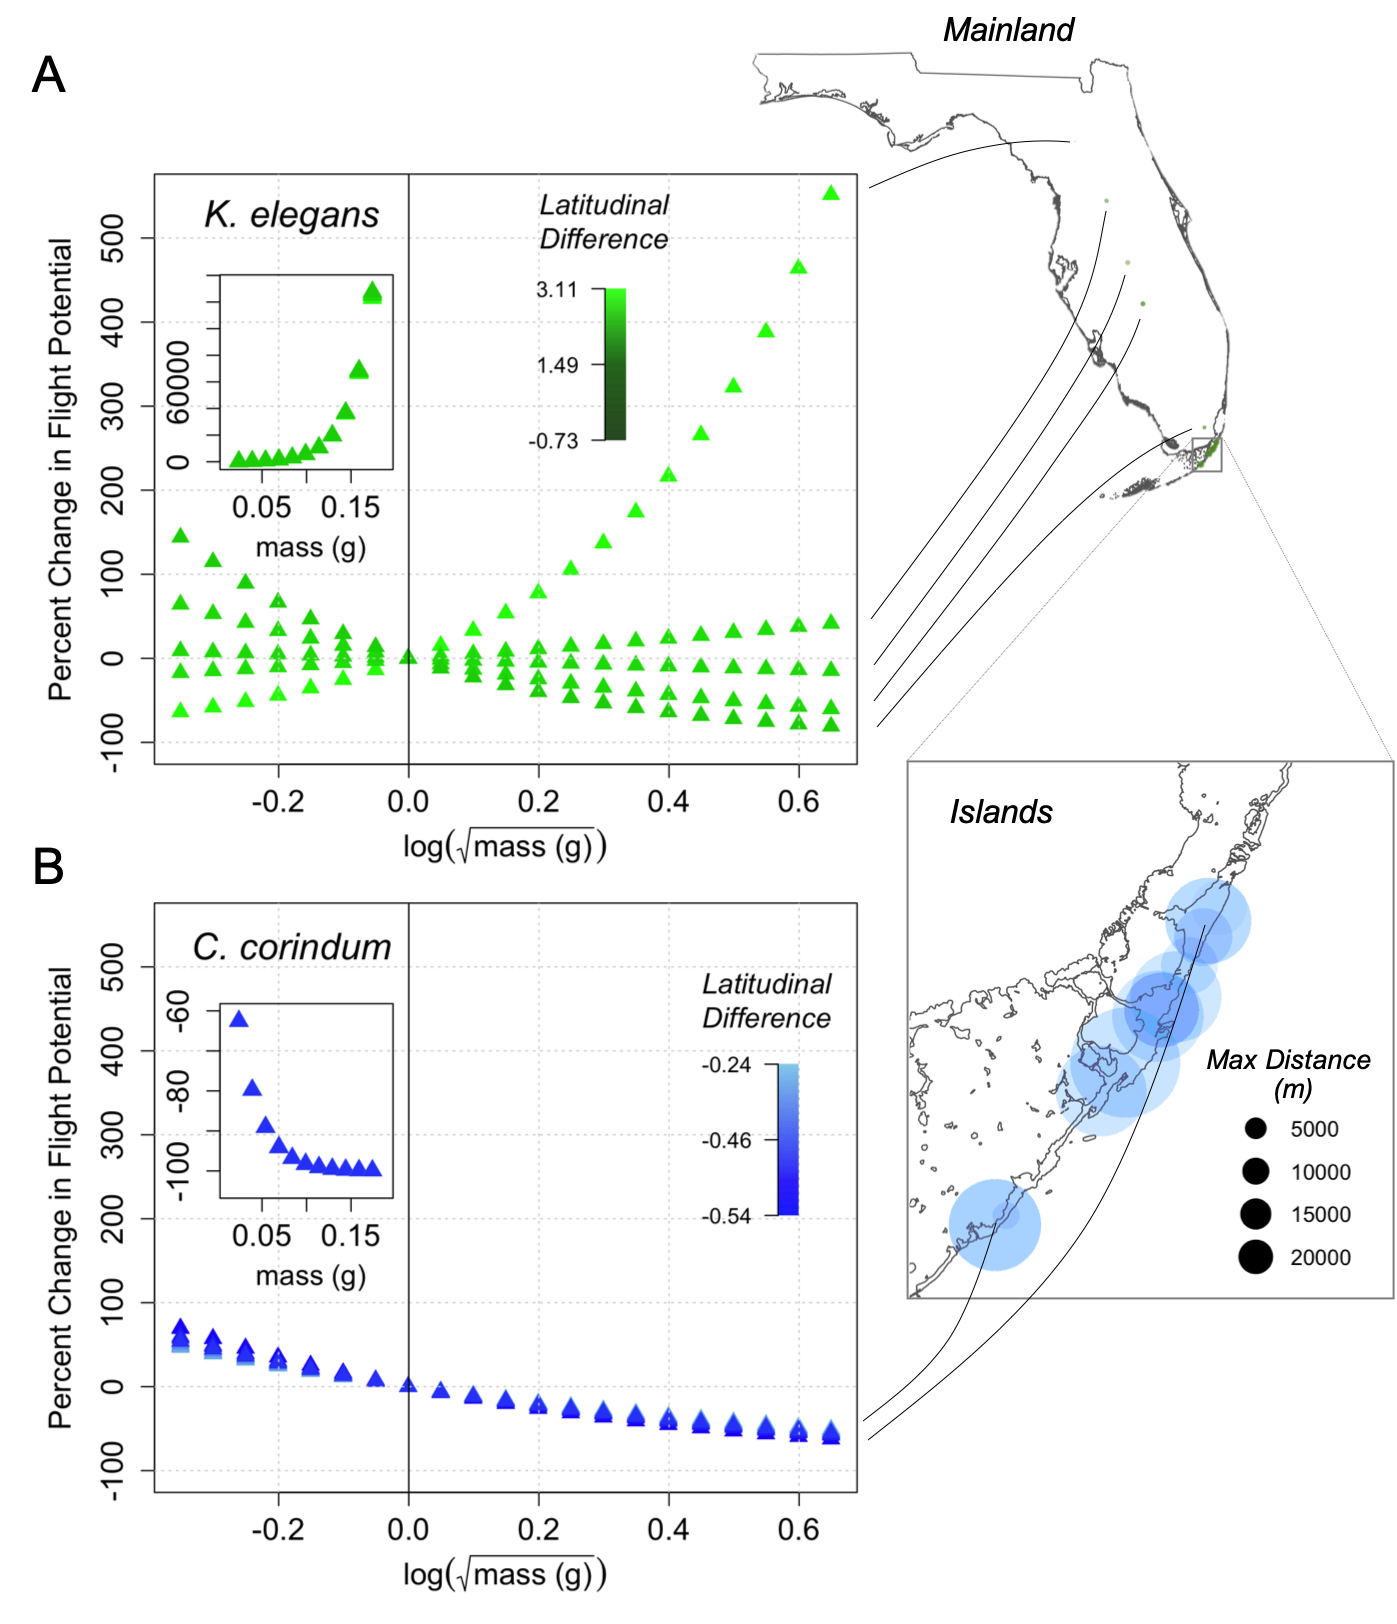 Mainland
A
Percent Change in Flight Potential
500
400
300
200
100
0
-100
K. elegans
60000
0
0.05
0.15
mass (g)
Latitudinal
Difference
3.11
1.49
-0.73
-0.2
0.0
0.2
0.4
0.6
log(√mass (g))
B
Percent Change in Flight Potential
500
400
300
200
100
0
-100
C. corindum
-60
-80
-100
0.05
0.15
mass (g)
Latitudinal
Difference
-0.24
-0.46
-0.54
-0.2
0.0
0.2
0.4
0.6
log(√mass (g))
Islands
Max Distance
(m)
5000
10000
15000
20000